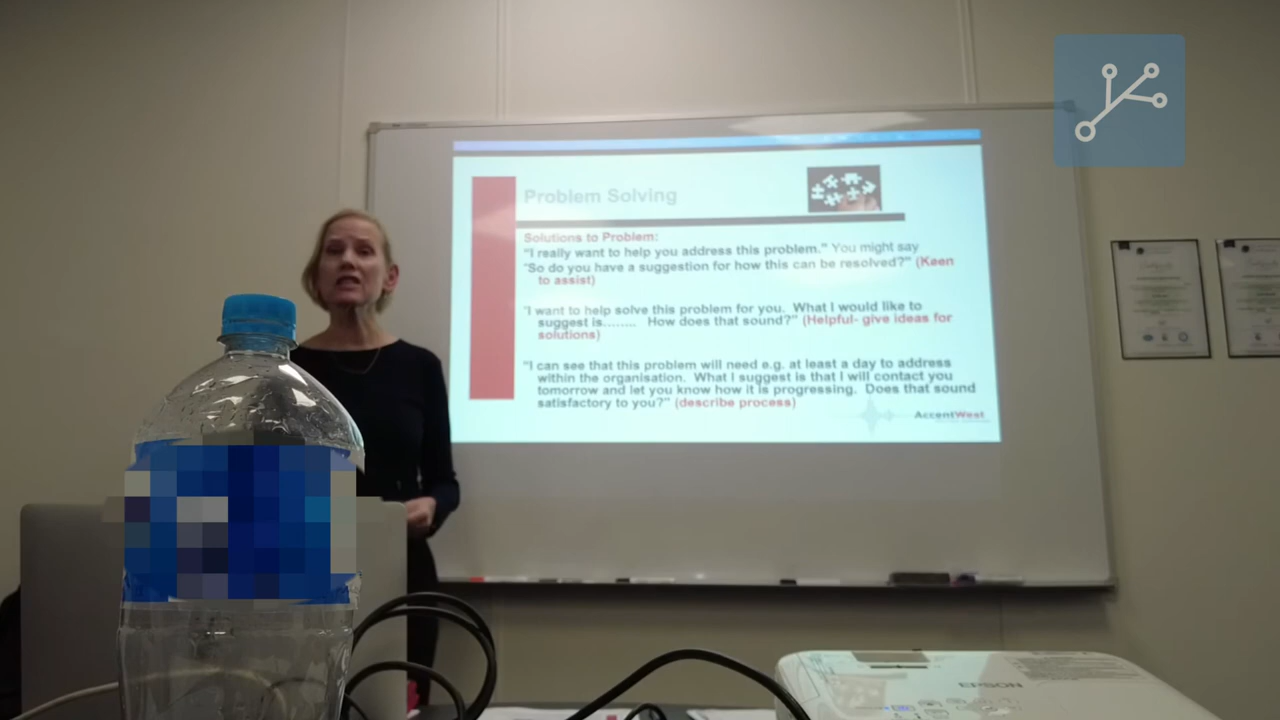 Problem Solving
Solutions to Problem:
"I really want to help you address this problem." You might say
"So do you have a suggestion for how this can be resolved?" (Keen
to assist)
"I want to help solve this problem for you. What I would like to
suggest is........ How does that sound?" (Helpful- give ideas for
solutions)
"I can see that this problem will need e.g. at least a day to address
within the organisation. What I suggest is that I will contact you
tomorrow and let you know how it is progressing. Does that sound
satisfactory to you?" (describe process)
AccentWest
EPSON